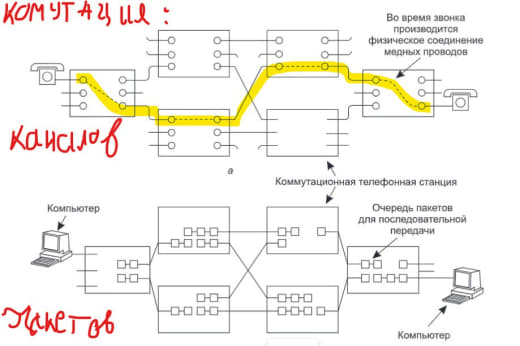 КОМУТАЦИЯ:
Во время звонка
производится
физическое соединение
медных проводов
Каналов
а
Коммутационная телефонная станция
Компьютер
Очередь пакетов
для последовательной
передачи
Пакетов
Компьютер